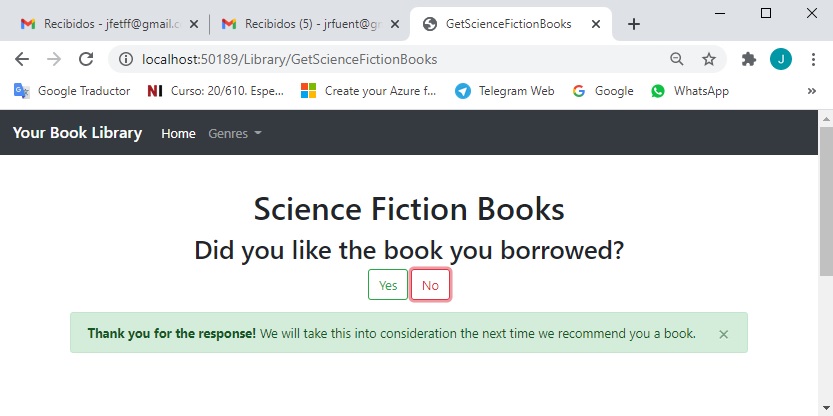 Recibidos - jfetff@gmail.c
Recibidos (5) - jrfuent@gr
GetScienceFictionBooks
localhost:50189/Library/GetScienceFictionBooks
J
Google Traductor
NI Curso: 20/610. Espe...
Create your Azure f...
Telegram Web
G Google
WhatsApp
»
Your Book Library Home Genres
Science Fiction Books
Did you like the book you borrowed?
Yes No
Thank you for the response! We will take this into consideration the next time we recommend you a book. ×